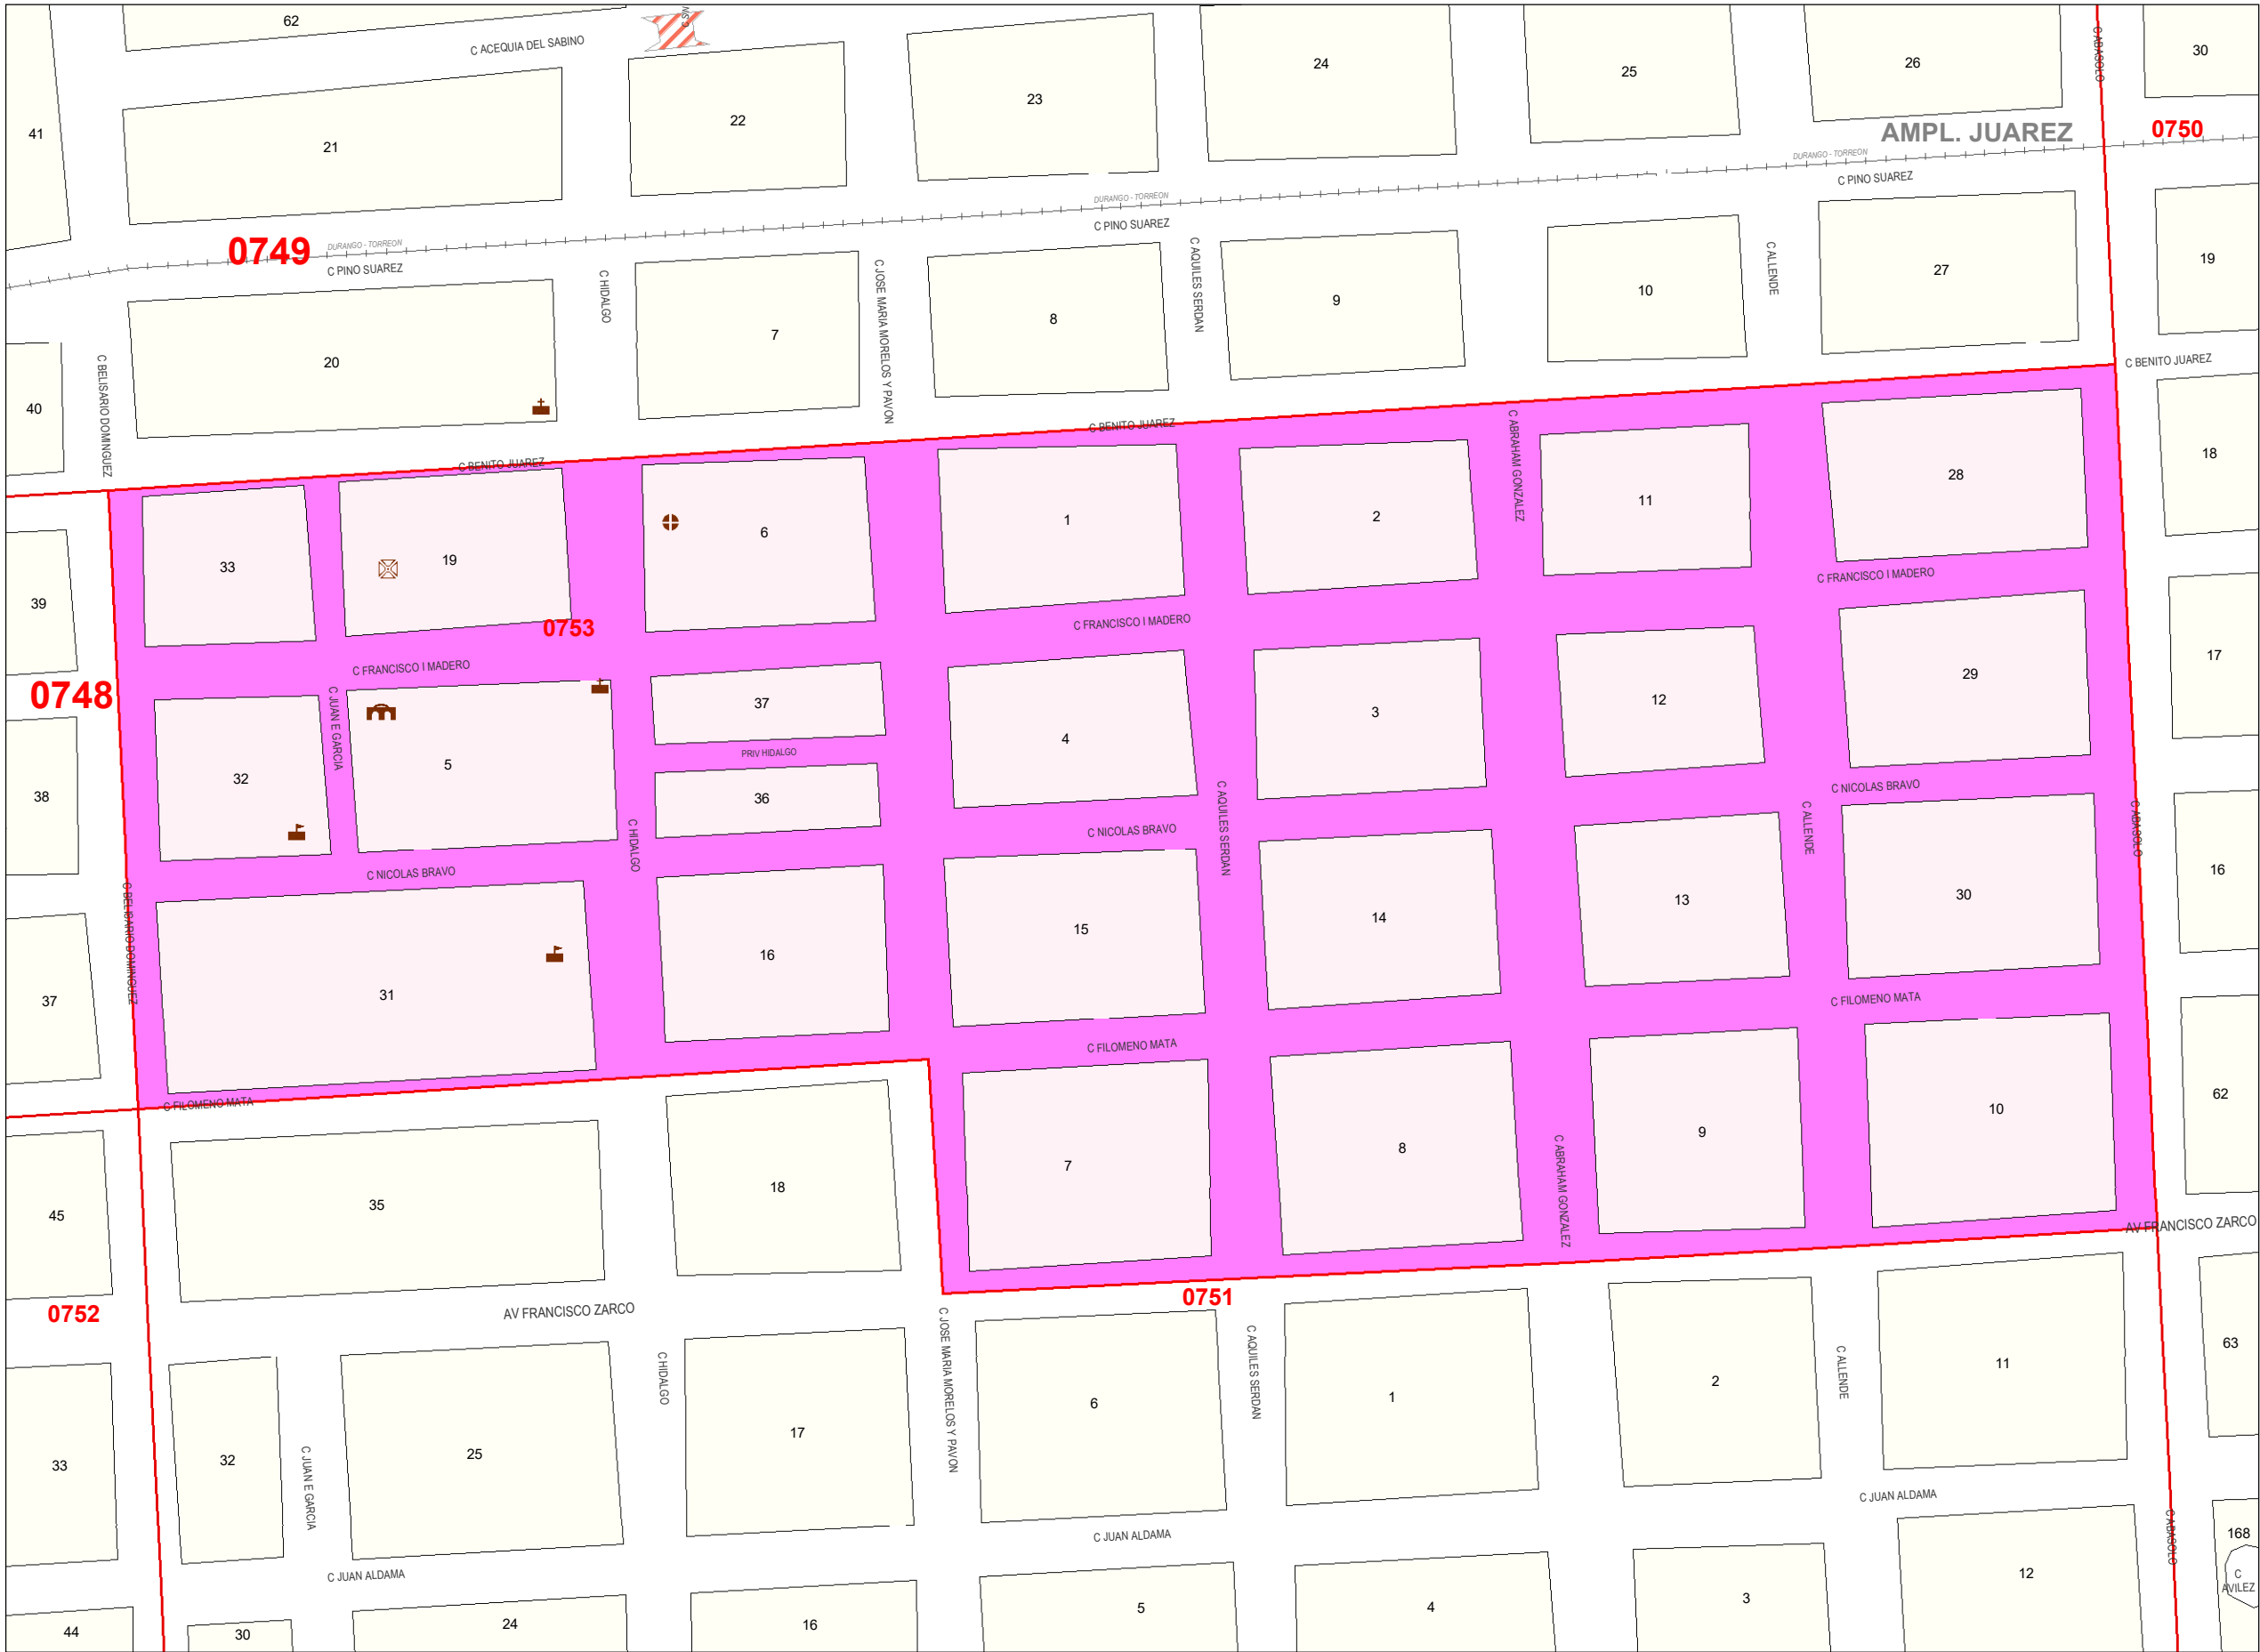 62
C ACEQUIA DEL SABINO
24
25
26
C ABASOLO
30
41
21
22
23
AMPL. JUAREZ
0750
DURANGO - TORREON
C PINO SUAREZ
DURANGO - TORREON
C PINO SUAREZ
0749
DURANGO - TORREON
C PINO SUAREZ
C HIDALGO
C JOSE MARIA MORELOS Y PAVON
C AQUILES SERDAN
C ALLENDE
20
7
8
9
10
27
19
40
C BELISARIO DOMINGUEZ
C BENITO JUAREZ
C BENITO JUAREZ
C BENITO JUAREZ
C ABRAHAM GONZALEZ
18
39
33
19
6
1
2
11
28
0753
C FRANCISCO I MADERO
C FRANCISCO I MADERO
C FRANCISCO I MADERO
0748
C JUAN E GARCIA
37
4
3
12
29
17
PRIV HIDALGO
38
32
5
36
C HIDALGO
C NICOLAS BRAVO
C NICOLAS BRAVO
C NICOLAS BRAVO
C AQUILES SERDAN
C ALLENDE
C ABASOLO
16
37
C BELISARIO DOMINGUEZ
31
16
15
14
13
30
C FILOMENO MATA
C FILOMENO MATA
C FILOMENO MATA
62
45
35
18
7
8
C ABRAHAM GONZALEZ
9
10
AV FRANCISCO ZARCO
0752
AV FRANCISCO ZARCO
0751
C HIDALGO
C JOSE MARIA MORELOS Y PAVON
C AQUILES SERDAN
C ALLENDE
63
33
32
C JUAN E GARCIA
25
17
6
1
2
11
C JUAN ALDAMA
C JUAN ALDAMA
C JUAN ALDAMA
C ABASOLO
168
C
AVILEZ
44
30
24
16
5
4
3
12